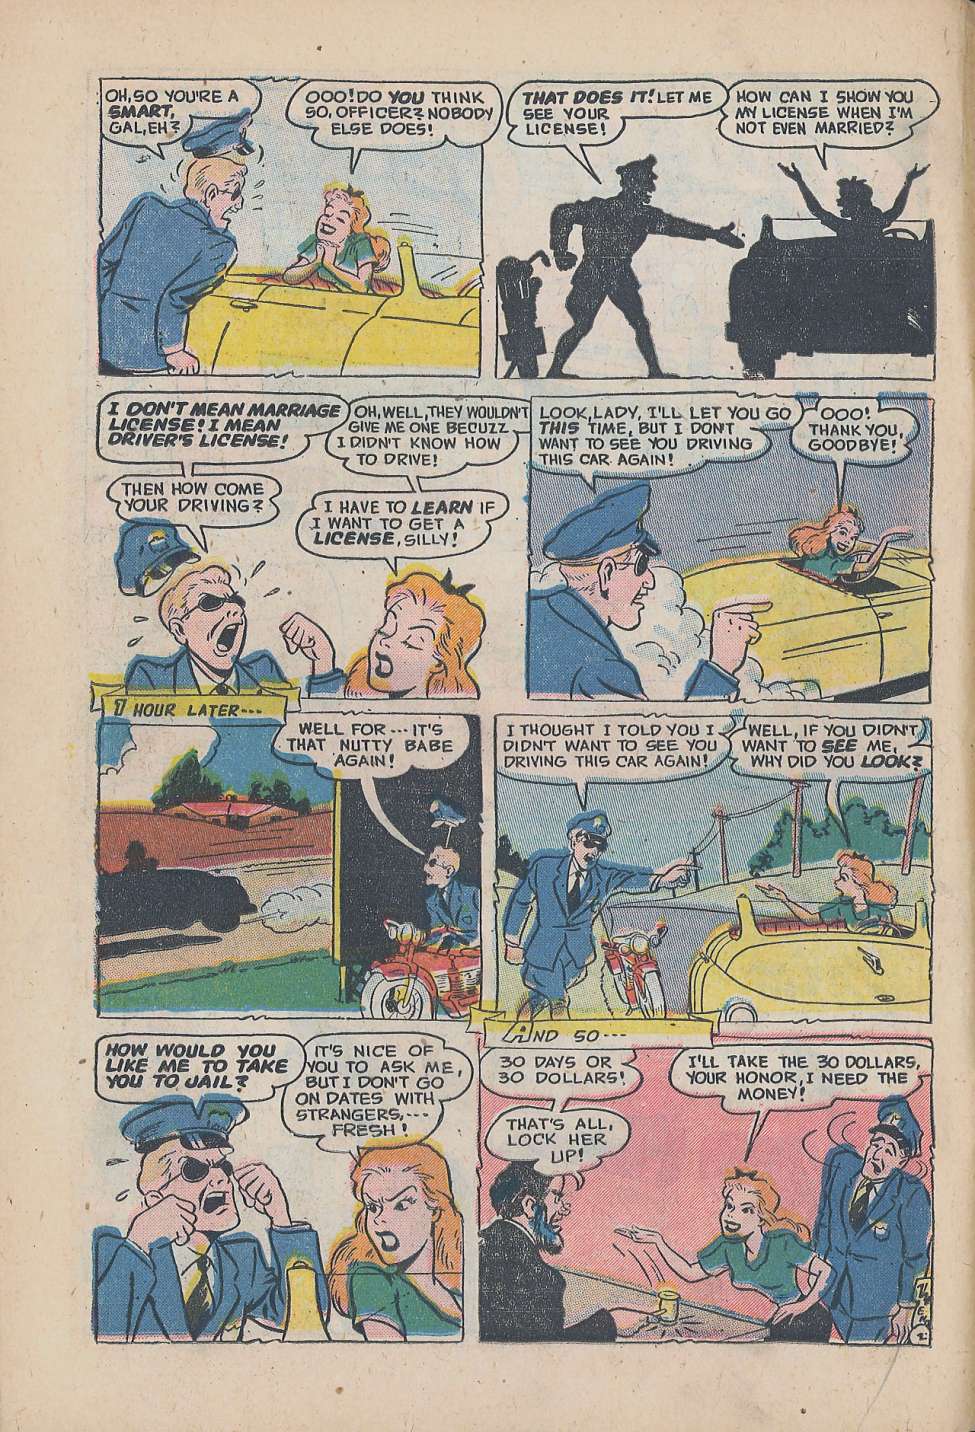 OH, SO YOU'RE A
SMART,
GAL, EH?
OOO! DO YOU THINK
SO, OFFICER? NOBODY
ELSE DOES!
THAT DOES IT! LET ME
SEE YOUR
LICENSE!
HOW CAN I SHOW YOU
MY LICENSE WHEN I'M
NOT EVEN MARRIED?
I DON'T MEAN MARRIAGE
LICENSE! I MEAN
DRIVER'S LICENSE!
OH, WELL, THEY WOULDN'T
GIVE ME ONE BECUZZ
I DIDN'T KNOW HOW
TO DRIVE!
THEN HOW COME
YOUR DRIVING?
I HAVE TO LEARN IF
I WANT TO GET A
LICENSE, SILLY!
LOOK, LADY, I'LL LET YOU GO
THIS TIME, BUT I DON'T
WANT TO SEE YOU DRIVING
THIS CAR AGAIN!
OOO!
THANK YOU,
GOODBYE!
1 HOUR LATER---
WELL FOR --- IT'S
THAT NUTTY BABE
AGAIN!
I THOUGHT I TOLD YOU I
DIDN'T WANT TO SEE YOU
DRIVING THIS CAR AGAIN!
WELL, IF YOU DIDN'T
WANT TO SEE ME,
WHY DID YOU LOOK?
HOW WOULD YOU
LIKE ME TO TAKE
YOU TO JAIL?
IT'S NICE OF
YOU TO ASK ME,
BUT I DON'T GO
ON DATES WITH
STRANGERS,---
FRESH!
AND SO---
30 DAYS OR
30 DOLLARS!
THAT'S ALL,
LOCK HER
UP!
I'LL TAKE THE 30 DOLLARS,
YOUR HONOR, I NEED THE
MONEY!
2